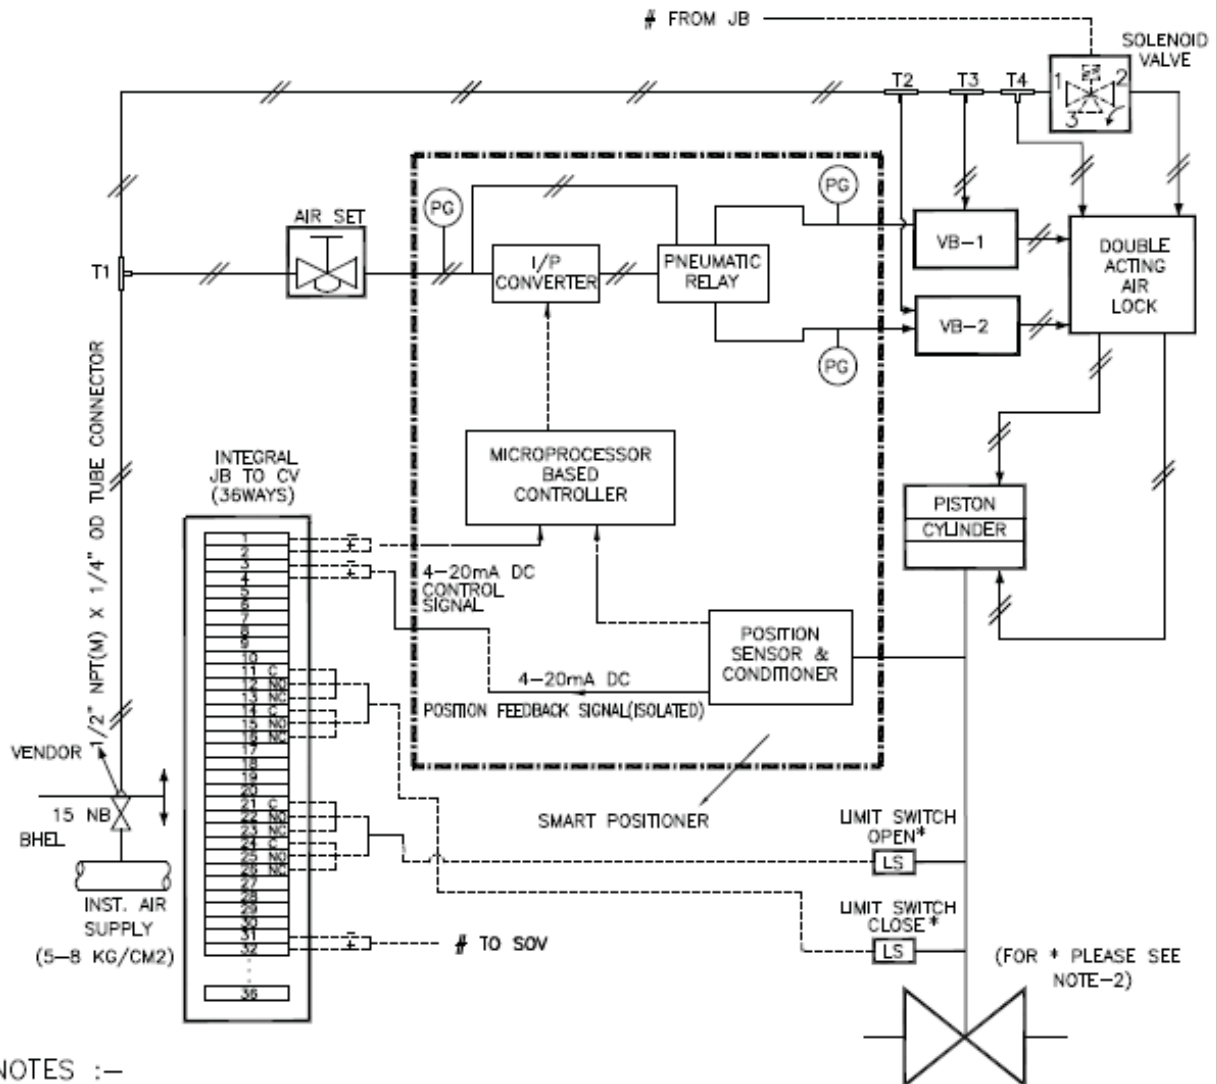 # FROM JB
SOLENOID
VALVE
T2
T3
T4
1
2
3
PG
PG
AIR SET
T1
I/P
CONVERTER
PNEUMATIC
RELAY
VB-1
DOUBLE
ACTING
AIR
LOCK
VB-2
PG
1/2" NPT(M) X 1/4" OD TUBE CONNECTOR
INTEGRAL
JB TO CV
(36WAYS)
MICROPROCESSOR
BASED
CONTROLLER
PISTON
CYLINDER
1
2
3
4
5
6
7
8
9
10
11 C
12 NO
13 NC
14 C
15 NO
16 NC
17
18
19
20
21 C
22 NO
23 NC
24 C
25 NO
26 NC
27
28
29
30
31
32
36
- +
- +
- +
4-20mA DC
CONTROL
SIGNAL
POSITION
SENSOR &
CONDITIONER
4-20mA DC
POSITION FEEDBACK SIGNAL(ISOLATED)
VENDOR
15 NB
BHEL
INST. AIR
SUPPLY
(5-8 KG/CM2)
SMART POSITIONER
LIMIT SWITCH
OPEN*
LS
LIMIT SWITCH
CLOSE*
LS
# TO SOV
(FOR * PLEASE SEE
NOTE-2)
NOTES :-